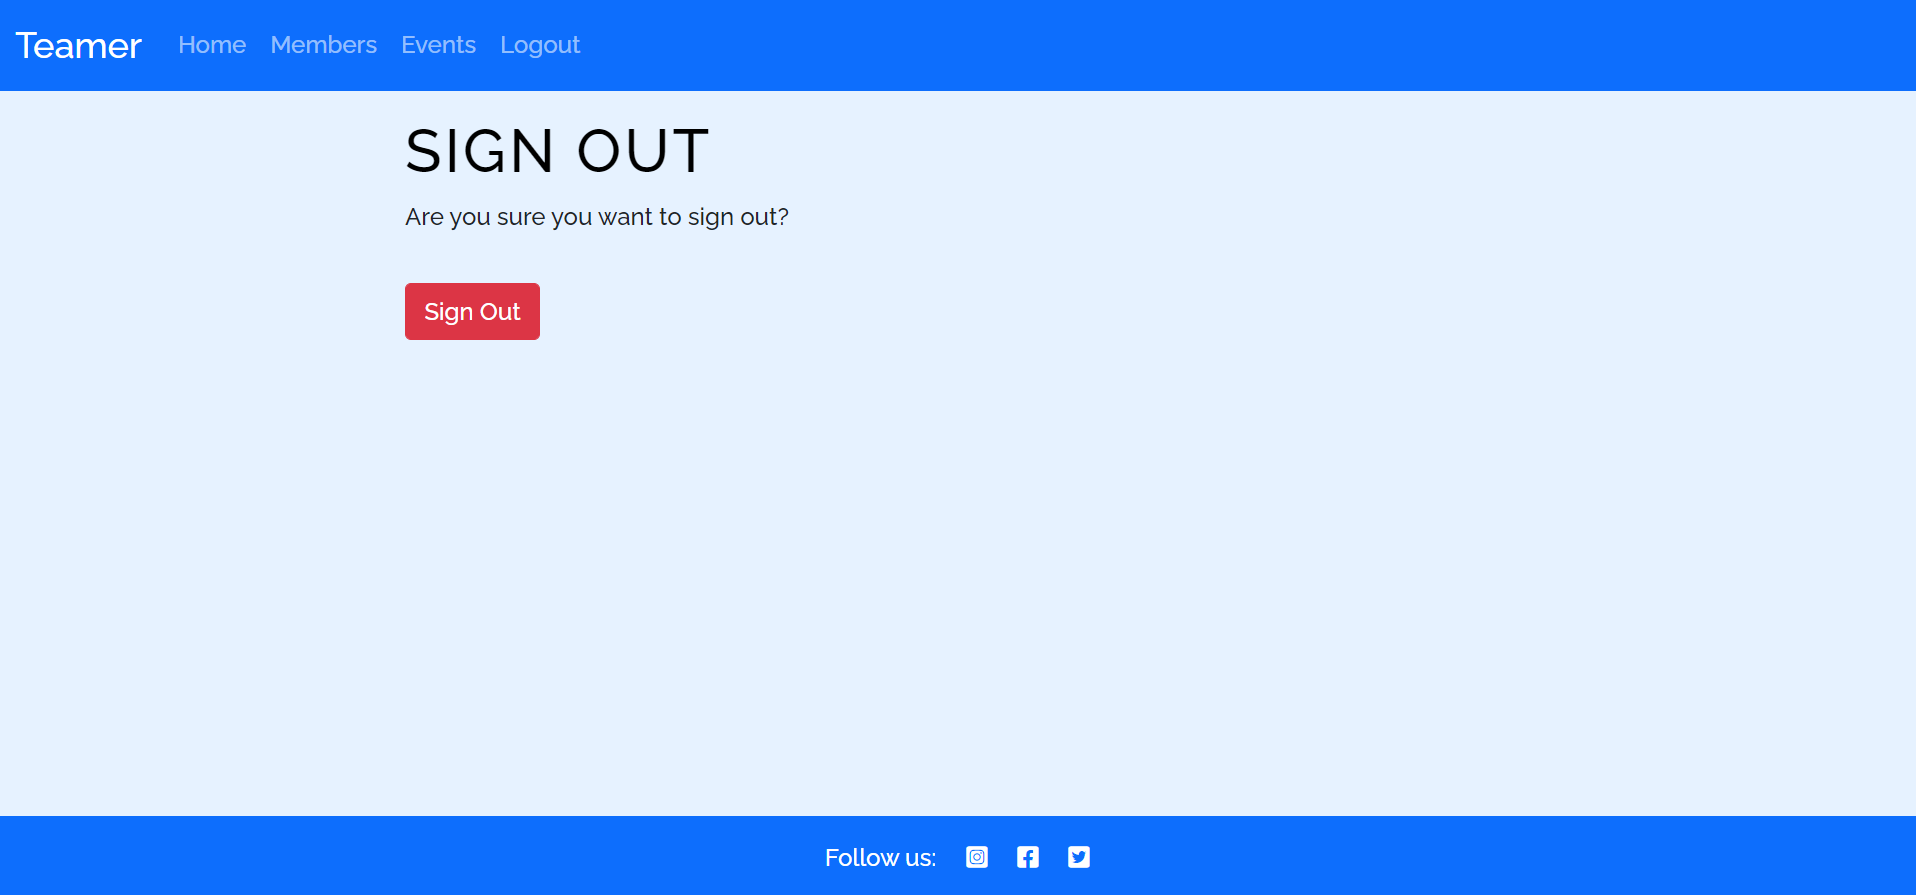 Teamer Home Members Events Logout
SIGN OUT
Are you sure you want to sign out?
Sign Out
Follow us: